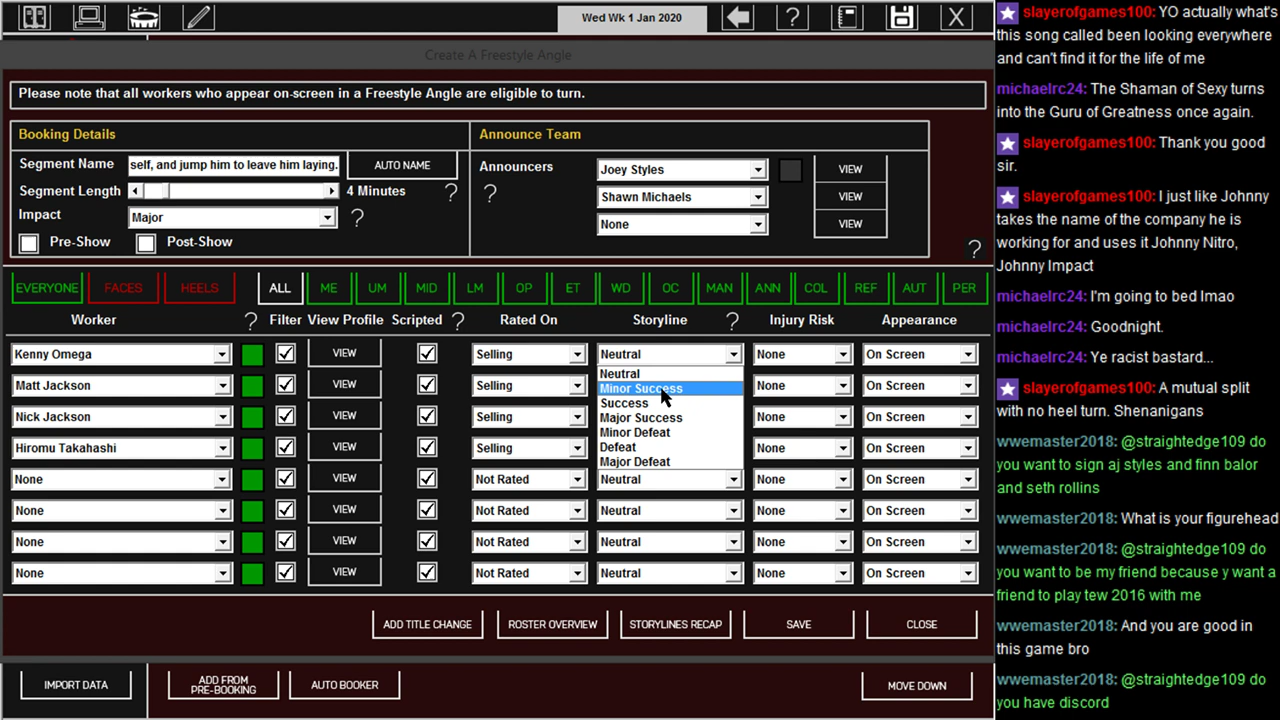 Wed Wk 1 Jan 2020
Create A Freestyle Angle
Please note that all workers who appear on-screen in a Freestyle Angle are eligible to turn.
Booking Details
Segment Name self, and jump him to leave him laying. AUTO NAME
Segment Length 4 Minutes ?
Impact Major ?
Pre-Show Post-Show
Announce Team
Announcers Joey Styles VIEW
? Shawn Michaels VIEW
None VIEW
?
EVERYONE FACES HEELS ALL ME UM MID LM OP ET WD OC MAN ANN COL REF AUT PER
Worker ? Filter View Profile Scripted ? Rated On Storyline ? Injury Risk Appearance
Kenny Omega VIEW Selling Neutral None On Screen
Neutral
Matt Jackson VIEW Selling Minor Success None On Screen
Success
Nick Jackson VIEW Selling Major Success None On Screen
Minor Defeat
Hiromu Takahashi VIEW Selling Defeat None On Screen
Major Defeat
None VIEW Not Rated Neutral None On Screen
None VIEW Not Rated Neutral None On Screen
None VIEW Not Rated Neutral None On Screen
None VIEW Not Rated Neutral None On Screen
ADD TITLE CHANGE ROSTER OVERVIEW STORYLINES RECAP SAVE CLOSE
IMPORT DATA ADD FROM PRE-BOOKING AUTO BOOKER MOVE DOWN
slayerofgames100: YO actually what's
this song called been looking everywhere
and can't find it for the life of me
michaelrc24: The Shaman of Sexy turns
into the Guru of Greatness once again.
slayerofgames100: Thank you good
sir.
slayerofgames100: I just like Johnny
takes the name of the company he is
working for and uses it Johnny Nitro,
Johnny Impact
michaelrc24: I'm going to bed lmao
michaelrc24: Goodnight.
michaelrc24: Ye racist bastard...
slayerofgames100: A mutual split
with no heel turn. Shenanigans
wwemaster2018: @straightedge109 do
you want to sign aj styles and finn balor
and seth rollins
wwemaster2018: What is your figurehead
wwemaster2018: @straightedge109 do
you want to be my friend because y want a
friend to play tew 2016 with me
wwemaster2018: And you are good in
this game bro
wwemaster2018: @straightedge109 do
you have discord